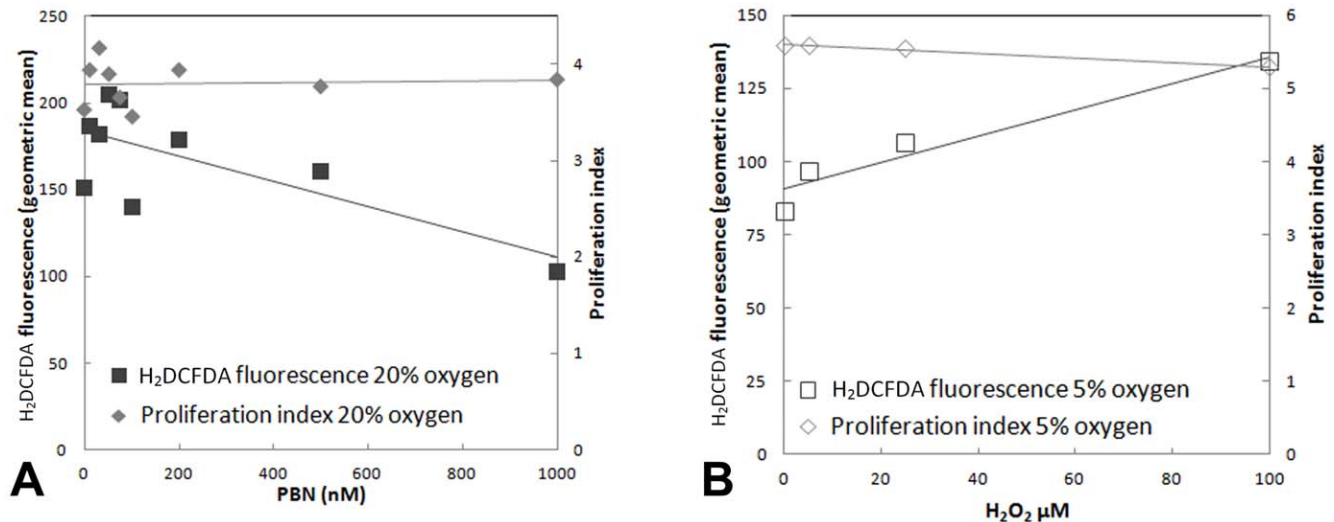 250
200
150
100
50
0
H₂DCFDA fluorescence (geometric mean)
4
3
2
1
0
Proliferation index
H₂DCFDA fluorescence 20% oxygen
Proliferation index 20% oxygen
0 200 400 600 800 1000
PBN (nM)
A
150
125
100
75
50
25
0
H₂DCFDA fluorescence (geometric mean)
6
5
4
3
2
1
0
Proliferation index
H₂DCFDA fluorescence 5% oxygen
Proliferation index 5% oxygen
0 20 40 60 80 100
H₂O₂ µM
B